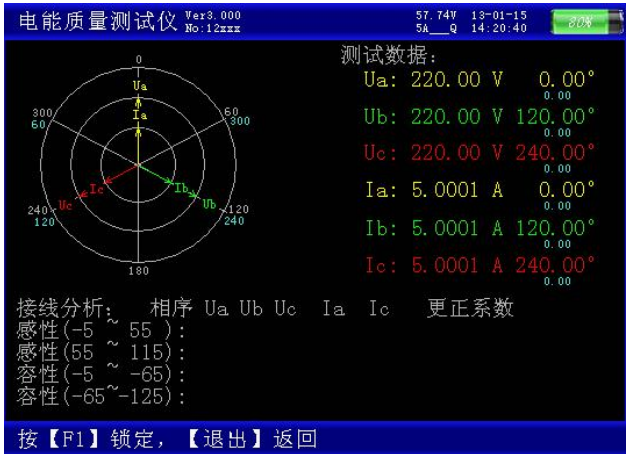 电能质量测试仪 Ver3.000 No:12xxx 57.74V 13-01-15 5A__Q 14:20:40 80%
测试数据:
Ua: 220.00 V 0.00°
0.00
Ub: 220.00 V 120.00°
0.00
Uc: 220.00 V 240.00°
0.00
Ia: 5.0001 A 0.00°
0.00
Ib: 5.0001 A 120.00°
0.00
Ic: 5.0001 A 240.00°
0.00
0
Ua
Ia
300 60
60 300
Uc Ic Ib Ub
240 120
120 240
180
接线分析: 相序 Ua Ub Uc Ia Ic 更正系数
感性(-5 ~ 55 ):
感性(55 ~ 115):
容性(-5 ~ -65):
容性(-65~-125):
按【F1】锁定,【退出】返回